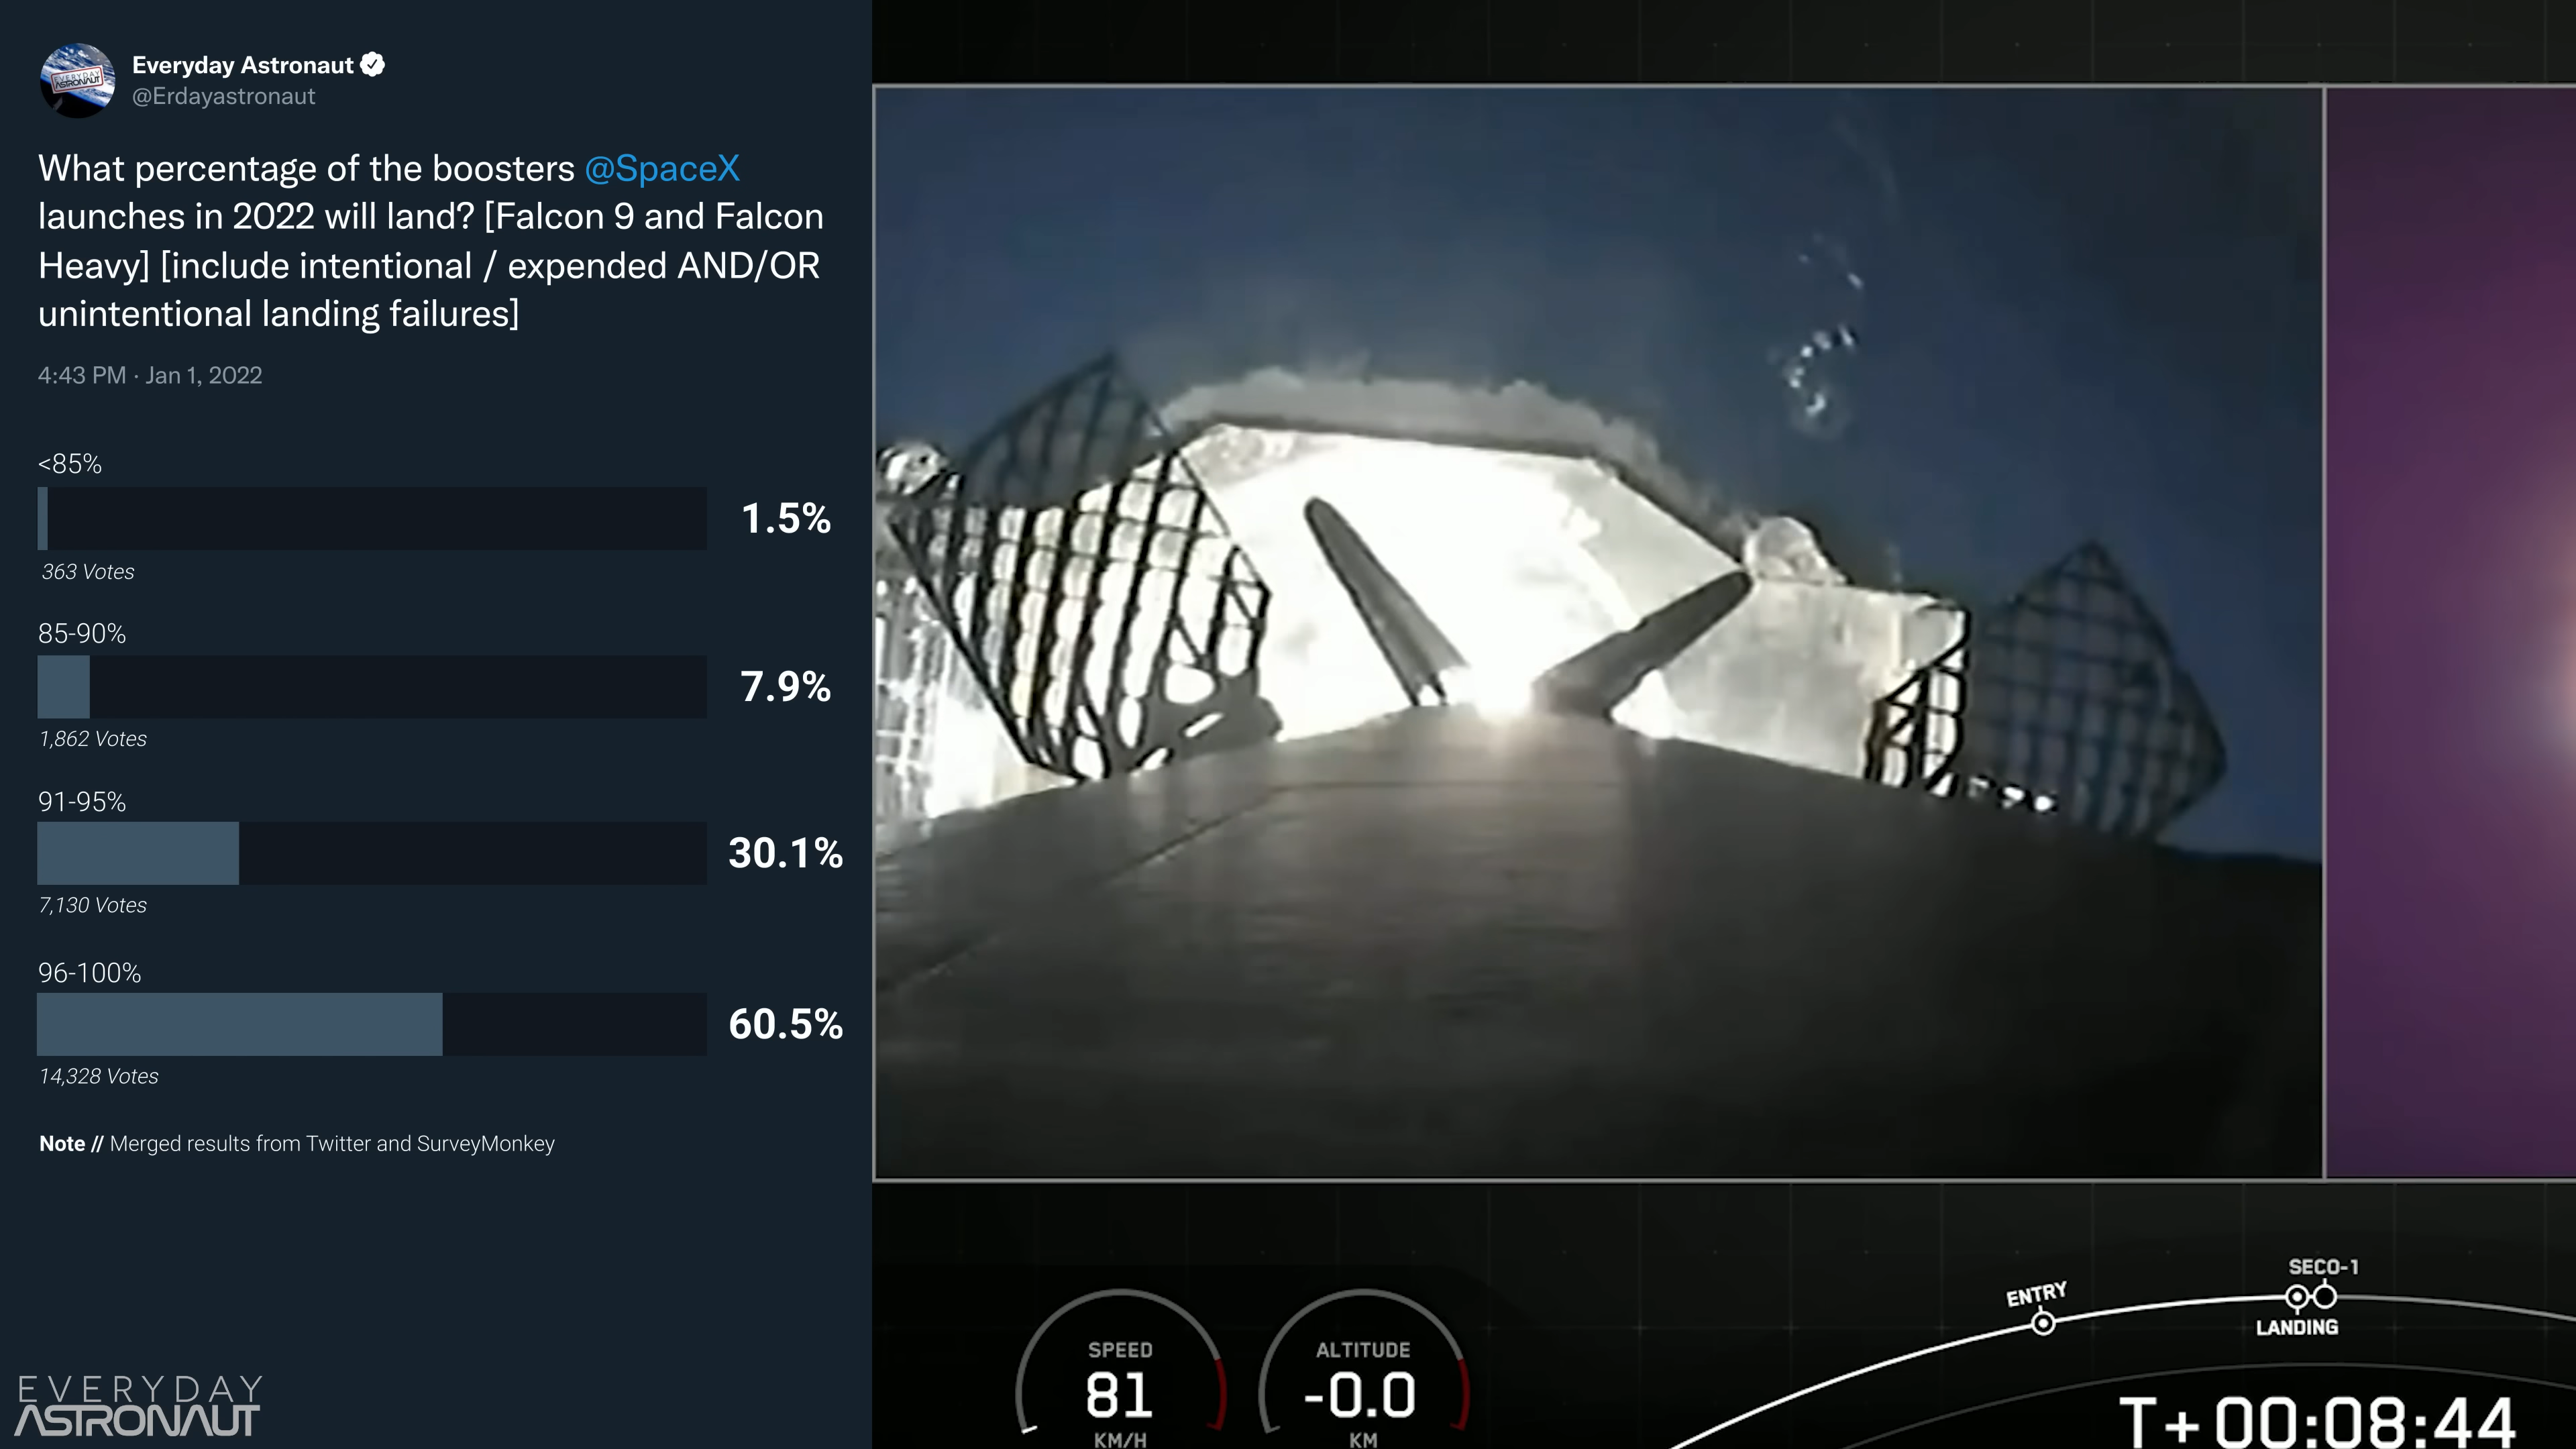 Everyday Astronaut
@Erdayastronaut
What percentage of the boosters @SpaceX
launches in 2022 will land? [Falcon 9 and Falcon
Heavy] [include intentional / expended AND/OR
unintentional landing failures]
4:43 PM · Jan 1, 2022
<85%
1.5%
363 Votes
85-90%
7.9%
1,862 Votes
91-95%
30.1%
7,130 Votes
96-100%
60.5%
14,328 Votes
Note // Merged results from Twitter and SurveyMonkey
EVERYDAY
ASTRONAUT
SPEED
81
KM/H
ALTITUDE
-0.0
KM
ENTRY
SECO-1
LANDING
T+00:08:44
EVERYDAY
ASTRONAUT